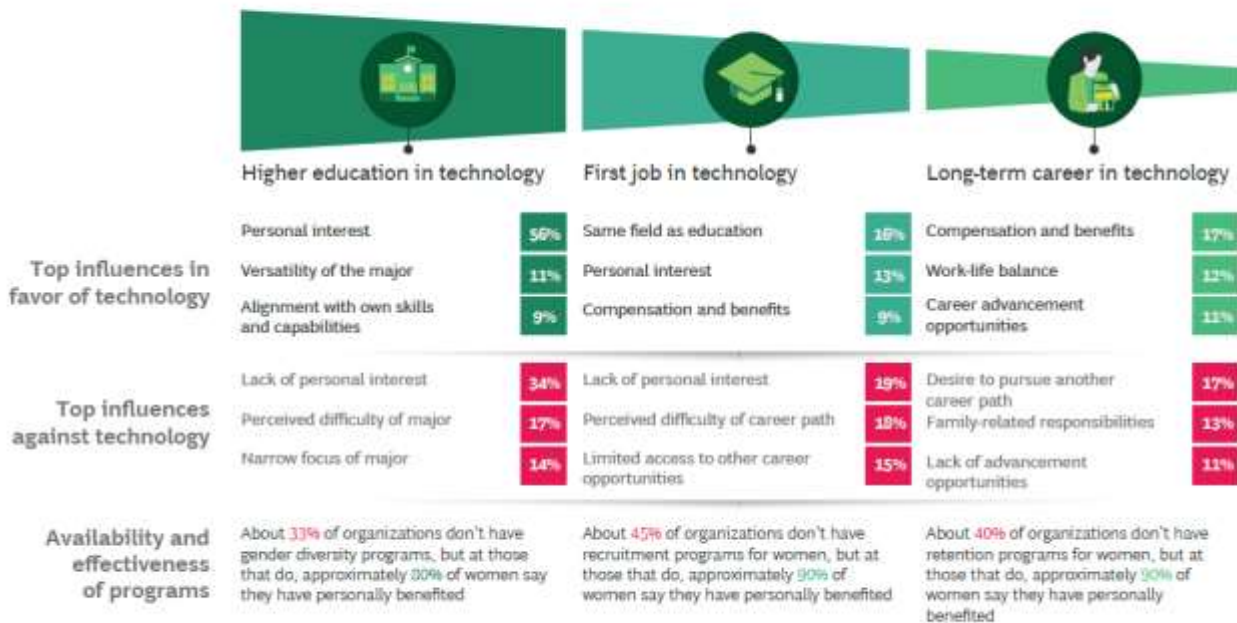 Higher education in technology
First job in technology
Long-term career in technology
Top influences in
favor of technology
Personal interest 56%
Versatility of the major 11%
Alignment with own skills
and capabilities 9%
Same field as education 16%
Personal interest 13%
Compensation and benefits 9%
Compensation and benefits 17%
Work-life balance 12%
Career advancement
opportunities 11%
Top influences
against technology
Lack of personal interest 34%
Perceived difficulty of major 17%
Narrow focus of major 14%
Lack of personal interest 19%
Perceived difficulty of career path 18%
Limited access to other career
opportunities 15%
Desire to pursue another
career path 17%
Family-related responsibilities 13%
Lack of advancement
opportunities 11%
Availability and
effectiveness
of programs
About 33% of organizations don't have
gender diversity programs, but at those
that do, approximately 80% of women say
they have personally benefited
About 45% of organizations don't have
recruitment programs for women, but at
those that do, approximately 90% of
women say they have personally benefited
About 40% of organizations don't have
retention programs for women, but at
those that do, approximately 90% of
women say they have personally
benefited